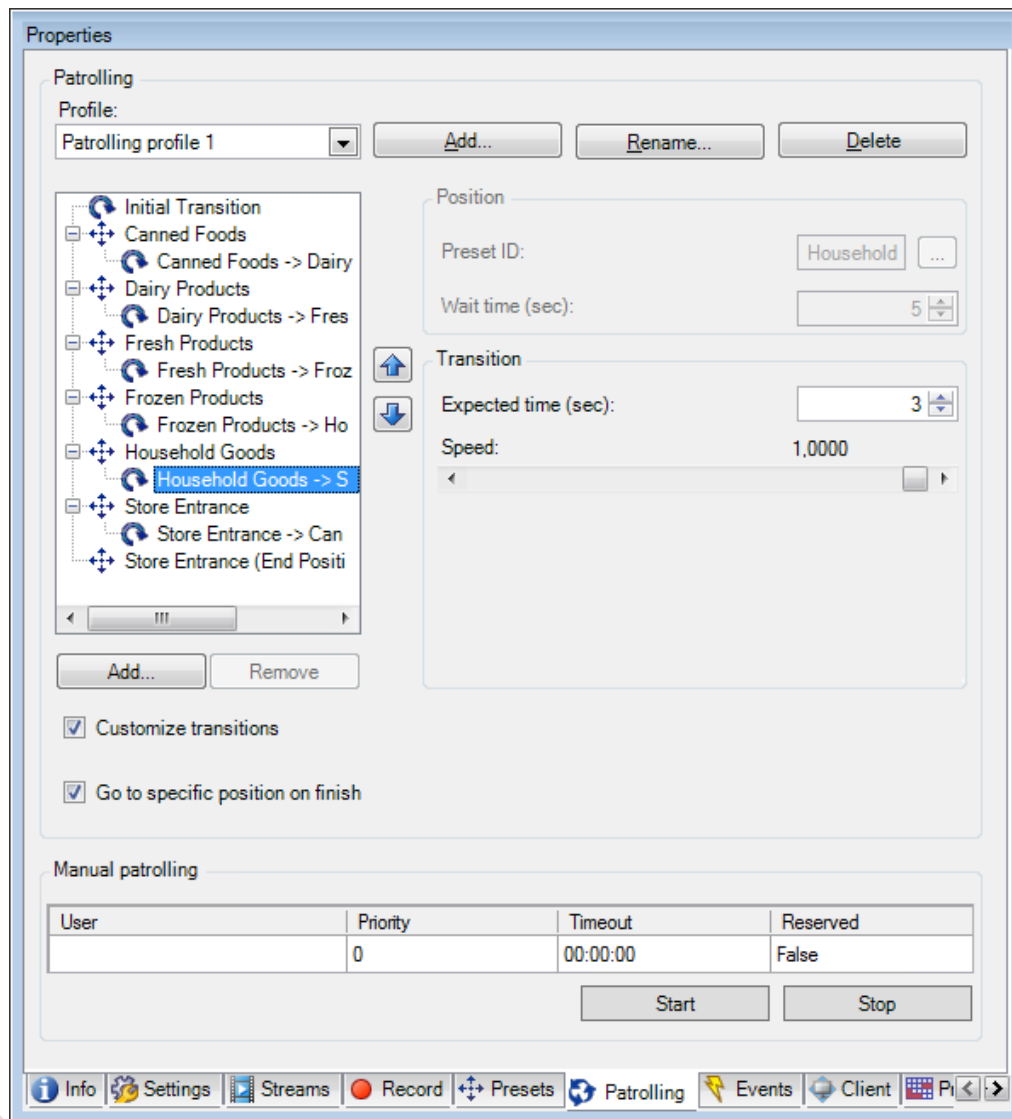 Properties
Patrolling
Profile:
Patrolling profile 1
Add...
Rename...
Delete
Initial Transition
Canned Foods
Canned Foods -> Dairy
Dairy Products
Dairy Products -> Fres
Fresh Products
Fresh Products -> Froz
Frozen Products
Frozen Products -> Ho
Household Goods
Household Goods -> S
Store Entrance
Store Entrance -> Can
Store Entrance (End Positi
Add...
Remove
Position
Preset ID:
Household
...
Wait time (sec):
5
Transition
Expected time (sec):
3
Speed:
1,0000
Customize transitions
Go to specific position on finish
Manual patrolling
User Priority Timeout Reserved
0 00:00:00 False
Start Stop
Info Settings Streams Record Presets Patrolling Events Client